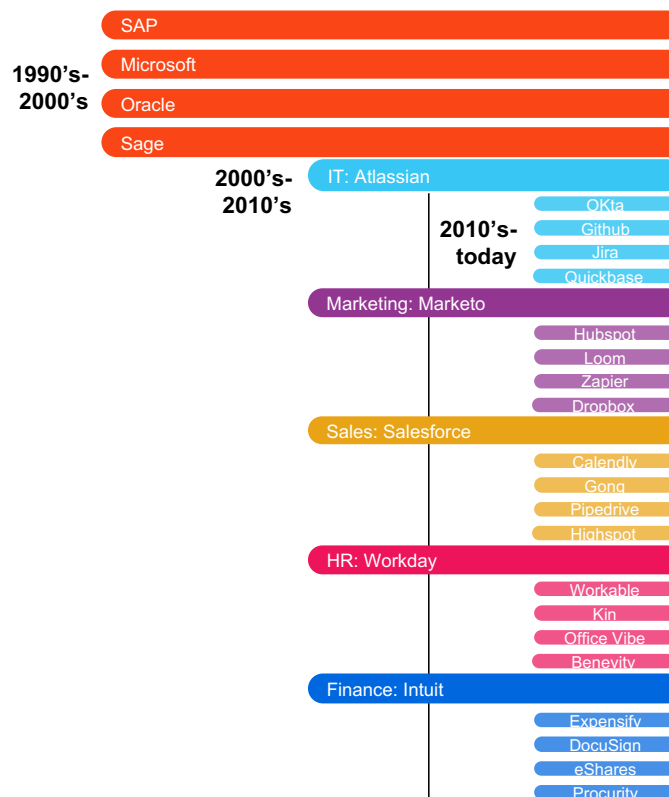 SAP
Microsoft
1990's-
2000's
Oracle
Sage
IT: Atlassian
2000's-
2010's
OKta
Github
2010's-
today
Jira
Quickbase
Marketing: Marketo
Hubspot
Loom
Zapier
Dropbox
Sales: Salesforce
Calendly
Gong
Pipedrive
Highspot
HR: Workday
Workable
Kin
Office Vibe
Benevity
Finance: Intuit
Expensify
DocuSign
eShares
Procurity